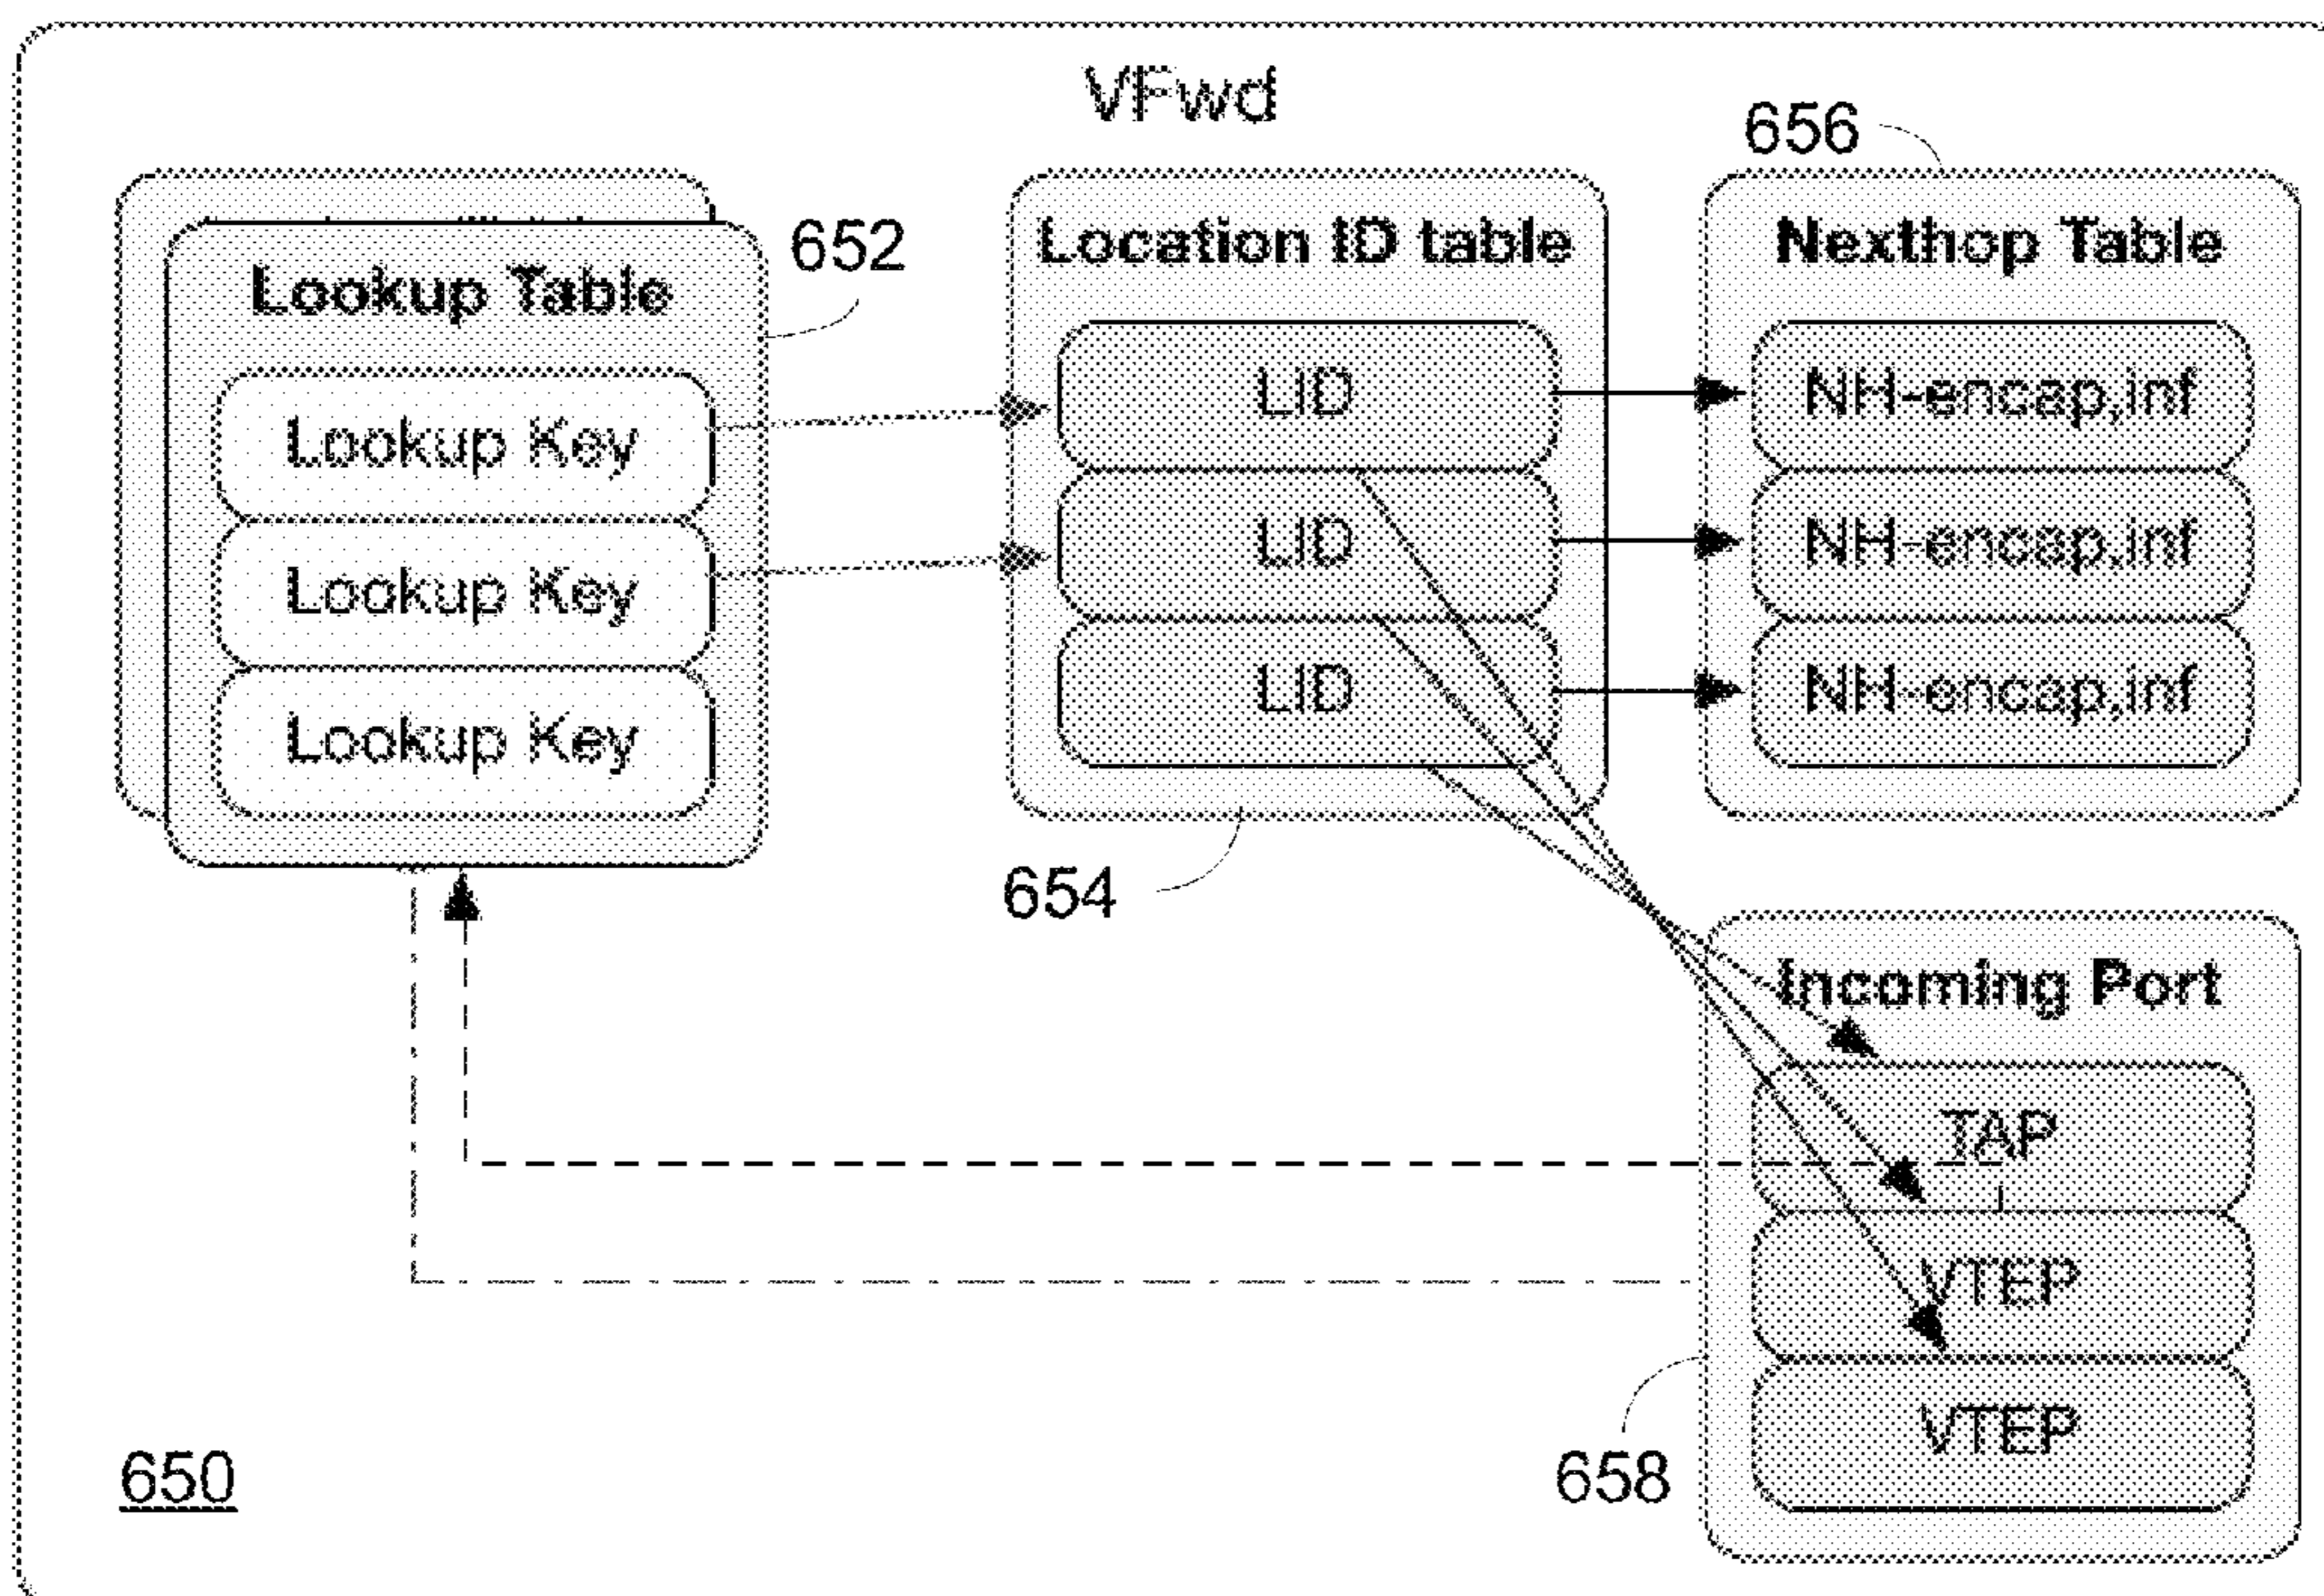 VFwd
656
652
Lookup Table
Lookup Key
Lookup Key
Lookup Key
Location ID table
LID
LID
LID
654
Nexthop Table
NH-encap,inf
NH-encap,inf
NH-encap,inf
Incoming Port
TAP
VTEP
VTEP
658
650